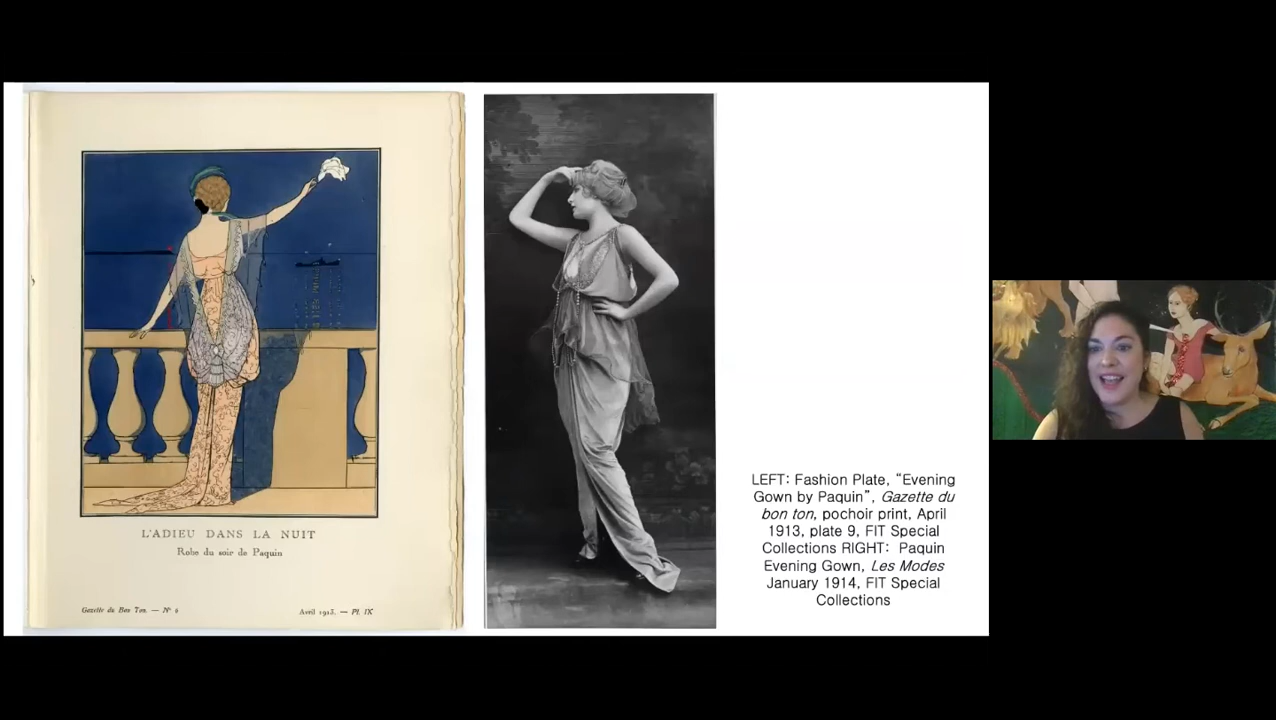 L'ADIEU DANS LA NUIT
Robe du soir de Paquin
Gazette du Bon Ton. — Nº 6
Avril 1913. — Pl. IX
LEFT: Fashion Plate, “Evening
Gown by Paquin”, Gazette du
bon ton, pochoir print, April
1913, plate 9, FIT Special
Collections RIGHT: Paquin
Evening Gown, Les Modes
January 1914, FIT Special
Collections